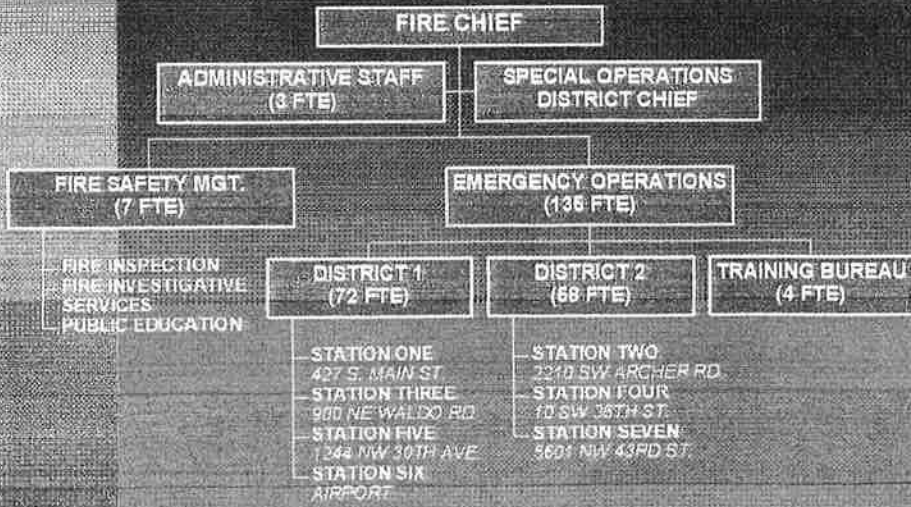 FIRE CHIEF
ADMINISTRATIVE STAFF
(3 FTE)
SPECIAL OPERATIONS
DISTRICT CHIEF
FIRE SAFETY MGT.
(7 FTE)
EMERGENCY OPERATIONS
(135 FTE)
FIRE INSPECTION
FIRE INVESTIGATIVE
SERVICES
PUBLIC EDUCATION
DISTRICT 1
(72 FTE)
STATION ONE
427 S. MAIN ST.
STATION THREE
900 NE WALDO RD.
STATION FIVE
1244 NW 30TH AVE.
STATION SIX
AIRPORT
DISTRICT 2
(58 FTE)
STATION TWO
2210 SW ARCHER RD.
STATION FOUR
10 SW 36TH ST.
STATION SEVEN
5601 NW 43RD ST.
TRAINING BUREAU
(4 FTE)